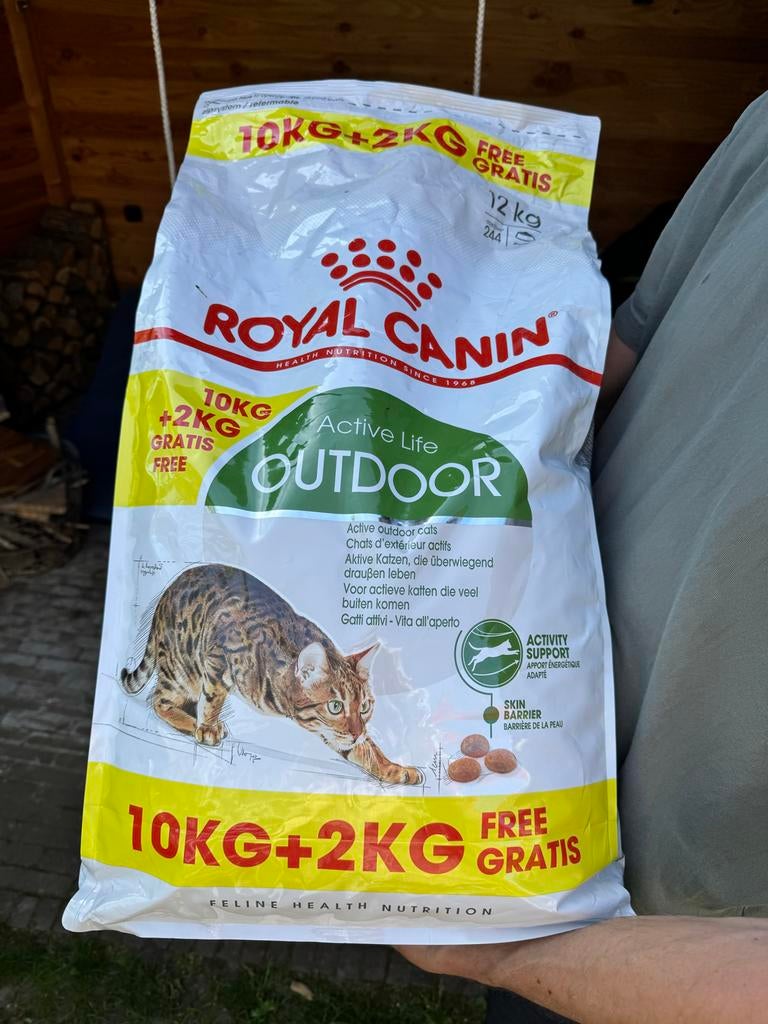 zipsystem / refermable
10KG+2KG FREE
GRATIS
12 kg
244
ROYAL CANIN®
HEALTH NUTRITION SINCE 1968
10KG
+2KG
GRATIS
FREE
Active Life
OUTDOOR
Active outdoor cats
Chats d'extérieur actifs
Aktive Katzen, die überwiegend
draußen leben
Voor actieve katten die veel
buiten komen
Gatti attivi - Vita all'aperto
ACTIVITY
SUPPORT
APPORT ÉNERGÉTIQUE
ADAPTÉ
SKIN
BARRIER
BARRIÈRE DE LA PEAU
10KG+2KG FREE
GRATIS
FELINE HEALTH NUTRITION